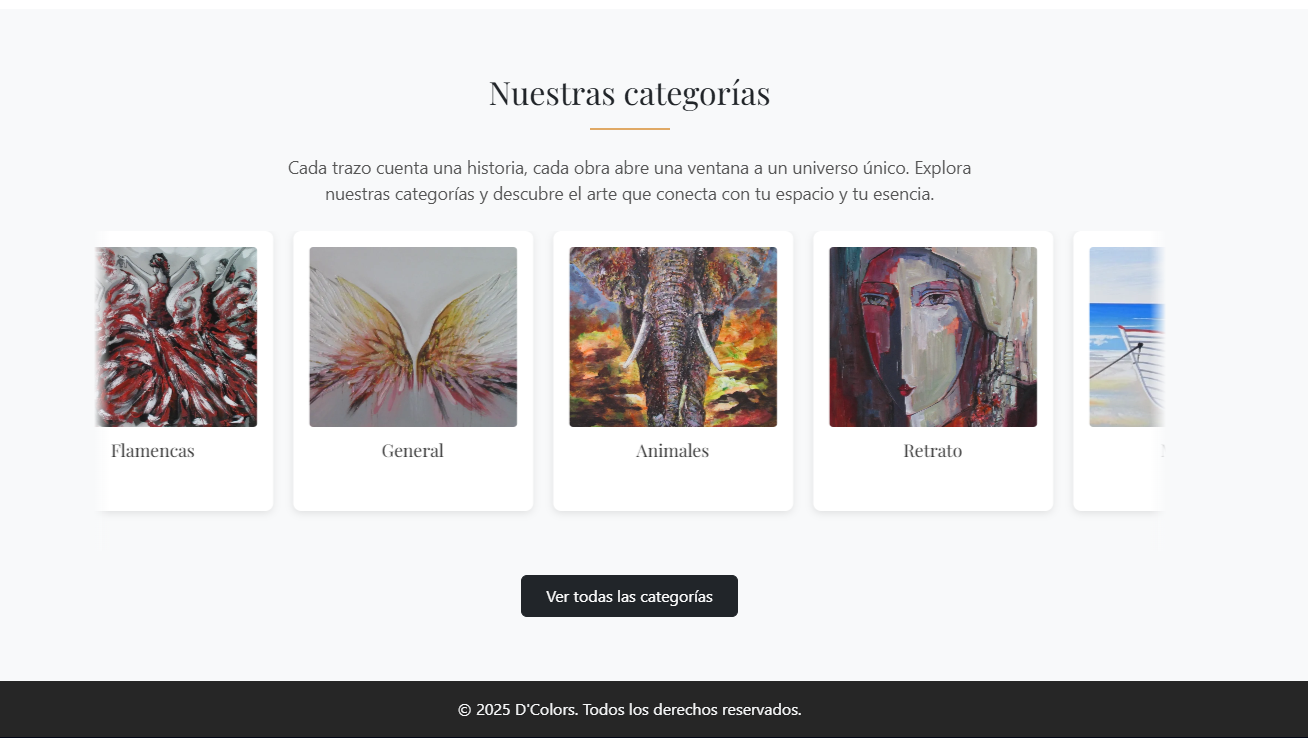 Nuestras categorías
Cada trazo cuenta una historia, cada obra abre una ventana a un universo único. Explora
nuestras categorías y descubre el arte que conecta con tu espacio y tu esencia.
Flamencas
General
Animales
Retrato
Ver todas las categorías
© 2025 D'Colors. Todos los derechos reservados.